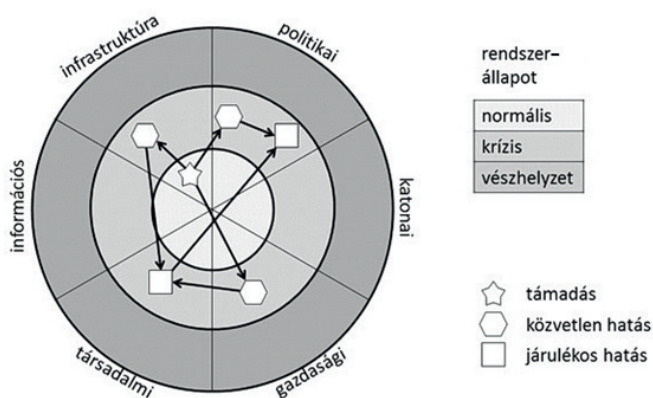 infrastruktúra
politikai
információs
katonai
társadalmi
gazdasági
rendszer–
állapot
normális
krízis
vészhelyzet
támadás
közvetlen hatás
járulékos hatás